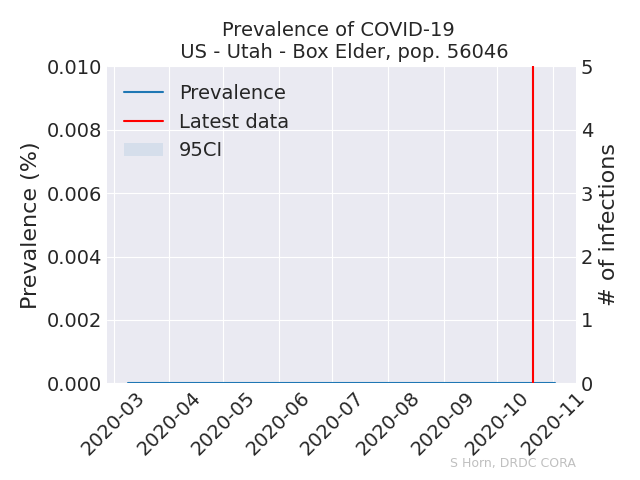 Prevalence of COVID-19
US - Utah - Box Elder, pop. 56046
Prevalence
Latest data
95CI
Prevalence (%)
0.010
0.008
0.006
0.004
0.002
0.000
5
4
3
2
1
0
# of infections
2020-03
2020-04
2020-05
2020-06
2020-07
2020-08
2020-09
2020-10
2020-11
S Horn, DRDC CORA